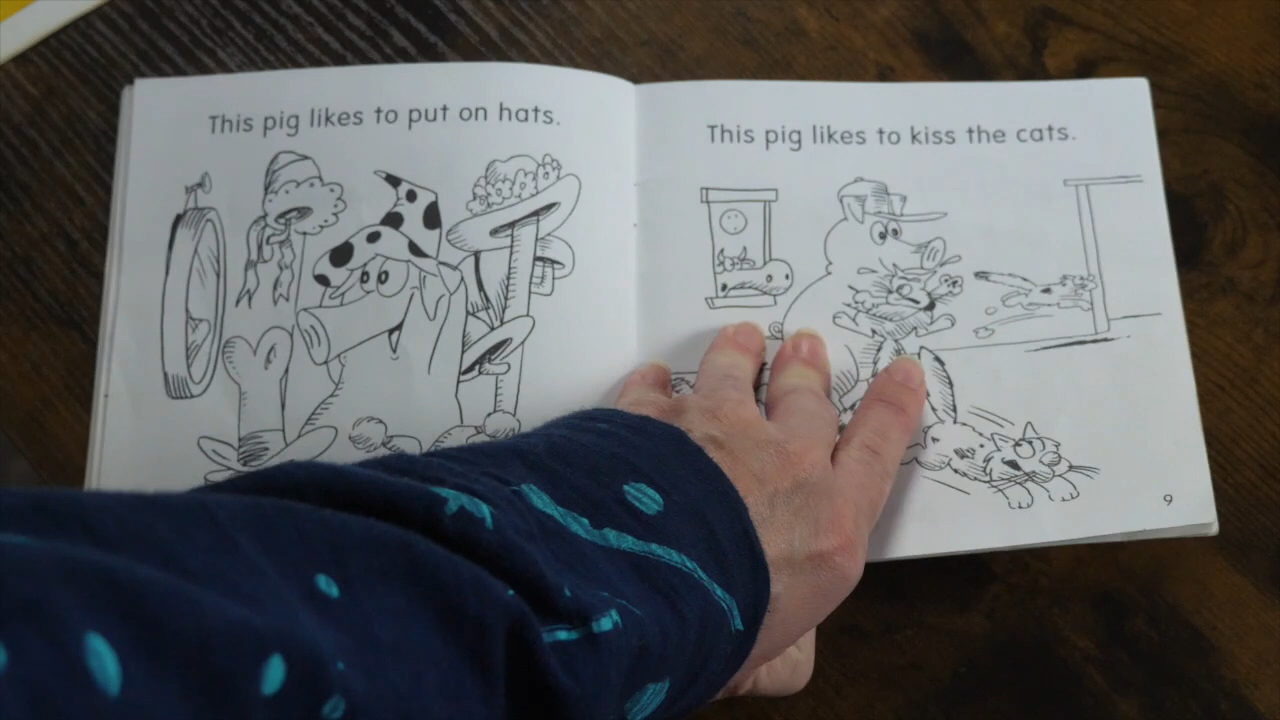 This pig likes to put on hats.
This pig likes to kiss the cats.
9